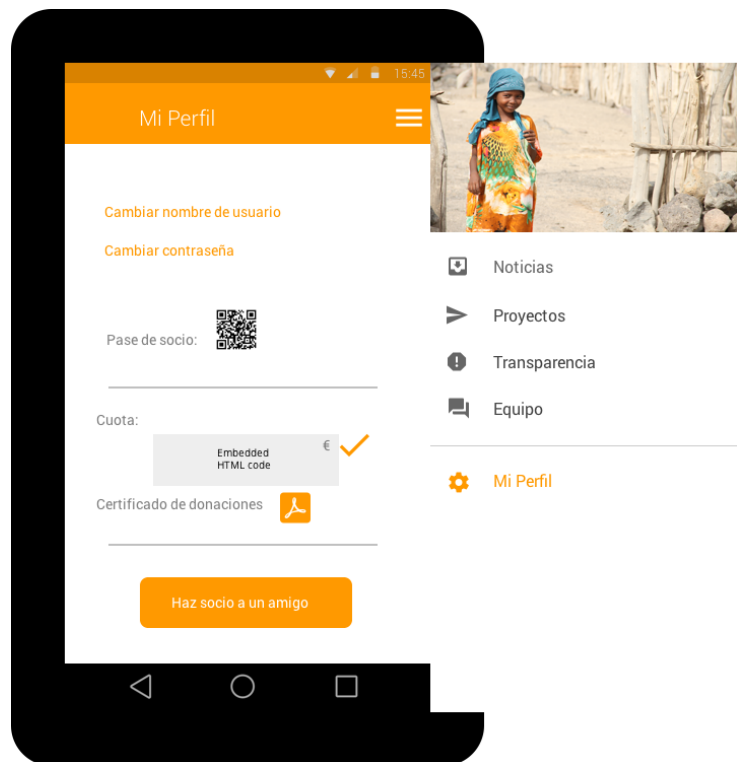 15:45
Mi Perfil
Cambiar nombre de usuario
Cambiar contraseña
Pase de socio:
Cuota:
€
Embedded
HTML code
Certificado de donaciones
Haz socio a un amigo
Noticias
Proyectos
Transparencia
Equipo
Mi Perfil